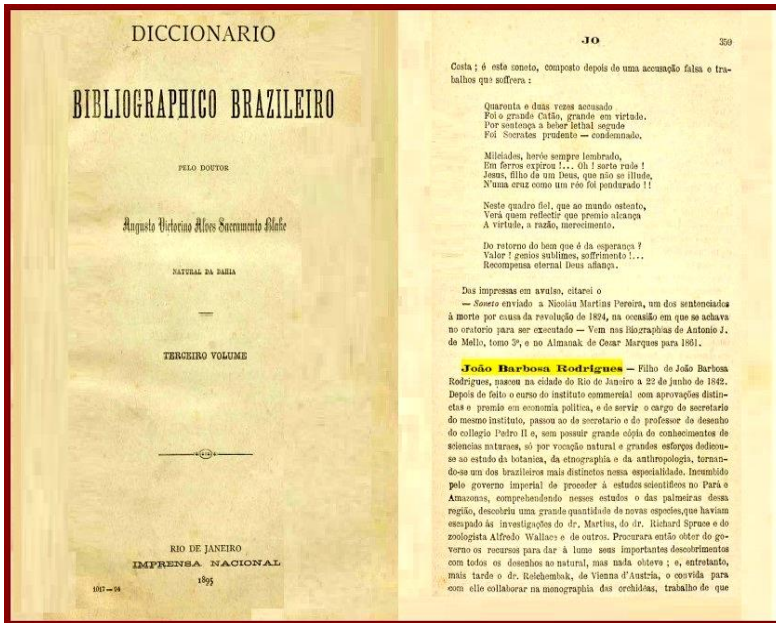 DICCIONARIO
BIBLIOGRAPHICO BRAZILEIRO
PELO DOUTOR
Augusto Victorino Alves Sacramento Blake
NATURAL DA BAHIA
TERCEIRO VOLUME
RIO DE JANEIRO
IMPRENSA NACIONAL
1895
1017—94
JO 359
Costa ; é este soneto, composto depois de uma accusação falsa e tra-
balhos que soffrera :
Quarenta e duas vezes accusado
Foi o grande Catão, grande em virtude.
Por sentença a beber lethal segude
Foi Socrates prudente — condemnado.
Milciades, heróe sempre lembrado,
Em ferros expirou !... Oh ! sorte rude !
Jesus, filho de um Deus, que não se illude,
N'uma cruz como um réo foi pendurado ! !
Neste quadro fiel, que ao mundo ostento,
Verá quem reflectir que premio alcança
A virtude, a razão, merecimento.
Do retorno do bem que é da esperança ?
Valor ! genios sublimes, soffrimento !...
Recompensa eternal Deus afiança.
Das impressas em avulso, citarei o
— Soneto enviado a Nicoláu Martins Pereira, um dos sentenciados
á morte por causa da revolução de 1824, na occasião em que se achava
no oratorio para ser executado — Vem nas Biographias de Antonio J.
de Mello, tomo 3º, e no Almanak de Cesar Marques para 1861.
João Barbosa Rodrigues — Filho de João Barbosa
Rodrigues, nasceu na cidade do Rio de Janeiro a 22 de junho de 1842.
Depois de feito o curso do instituto commercial com aprovações distin-
ctas e premio em economia politica, e de servir o cargo de secretario
do mesmo instituto, passou ao de secretario e de professor de desenho
do collegio Pedro II e, sem possuir grande cópia de conhecimentos de
sciencias naturaes, só por vocação natural e grandes esforços dedicou-
se ao estudo da botanica, da etnographia e da anthropologia, tornan-
do-se um dos brazileiros mais distinctos nessa especialidade. Incumbido
pelo governo imperial de proceder á estudos scientificos no Pará e
Amazonas, comprehendendo nesses estudos o das palmeiras dessa
região, descobriu uma grande quantidade de novas especies,que haviam
escapado ás investigações do dr. Martius, do dr. Richard Spruce e do
zoologista Alfredo Wallace e de outros. Procurara então obter do go-
verno os recursos para dar á lume seus importantes descobrimentos
com todos os desenhos ao natural, mas nada obteve ; e, entretanto,
mais tarde o dr. Reichembak, de Vienna d'Austria, o convida para
com elle collaborar na monographia das orchidéas, trabalho de que